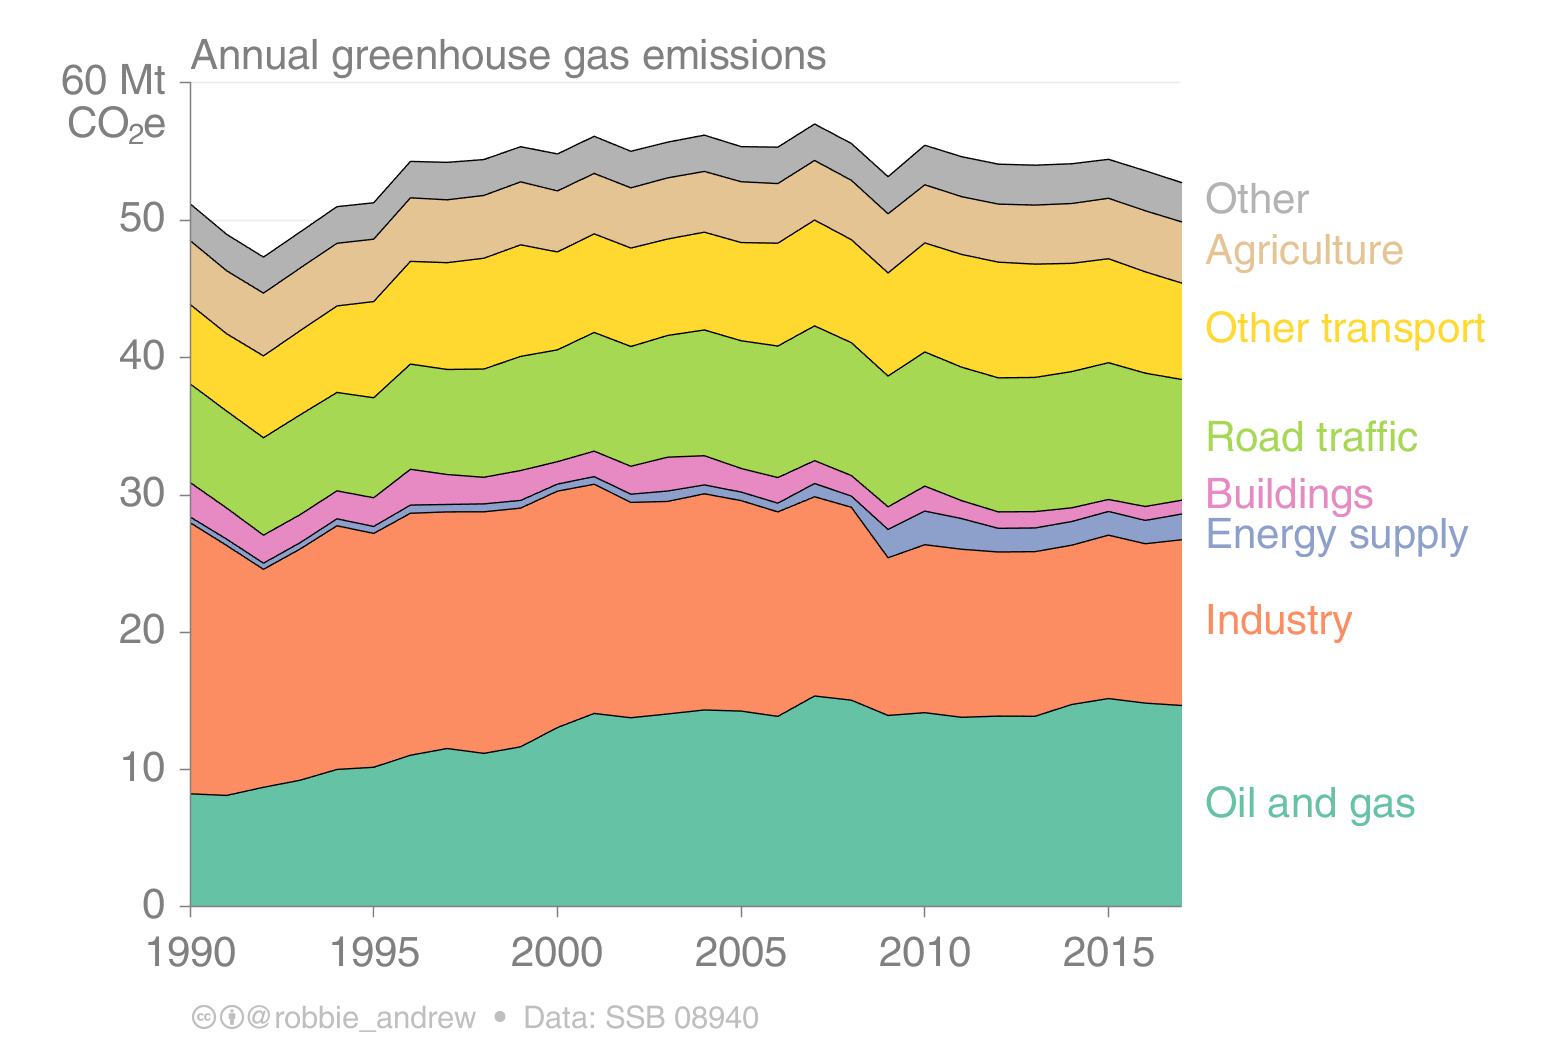 Annual greenhouse gas emissions
60 Mt
CO₂e
50
40
30
20
10
0
1990 1995 2000 2005 2010 2015
Other
Agriculture
Other transport
Road traffic
Buildings
Energy supply
Industry
Oil and gas
cc @robbie_andrew • Data: SSB 08940